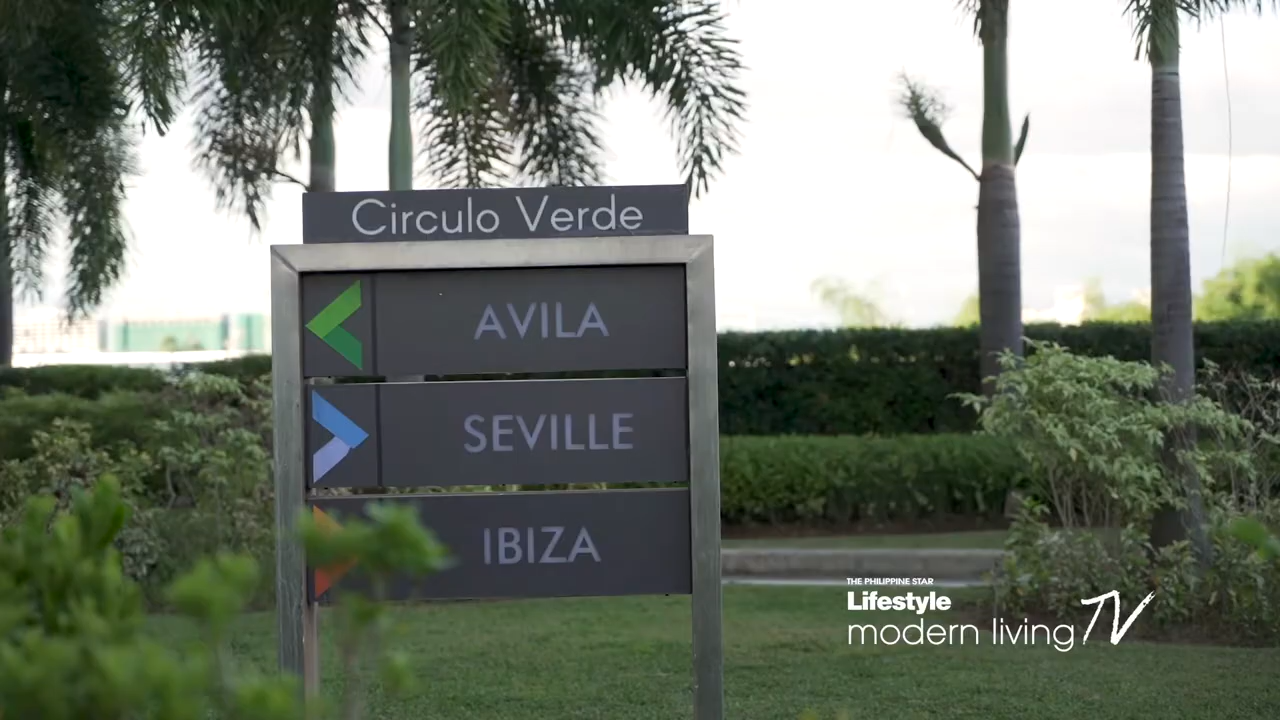 Circulo Verde
AVILA
SEVILLE
IBIZA
THE PHILIPPINE STAR
Lifestyle
modern living TV